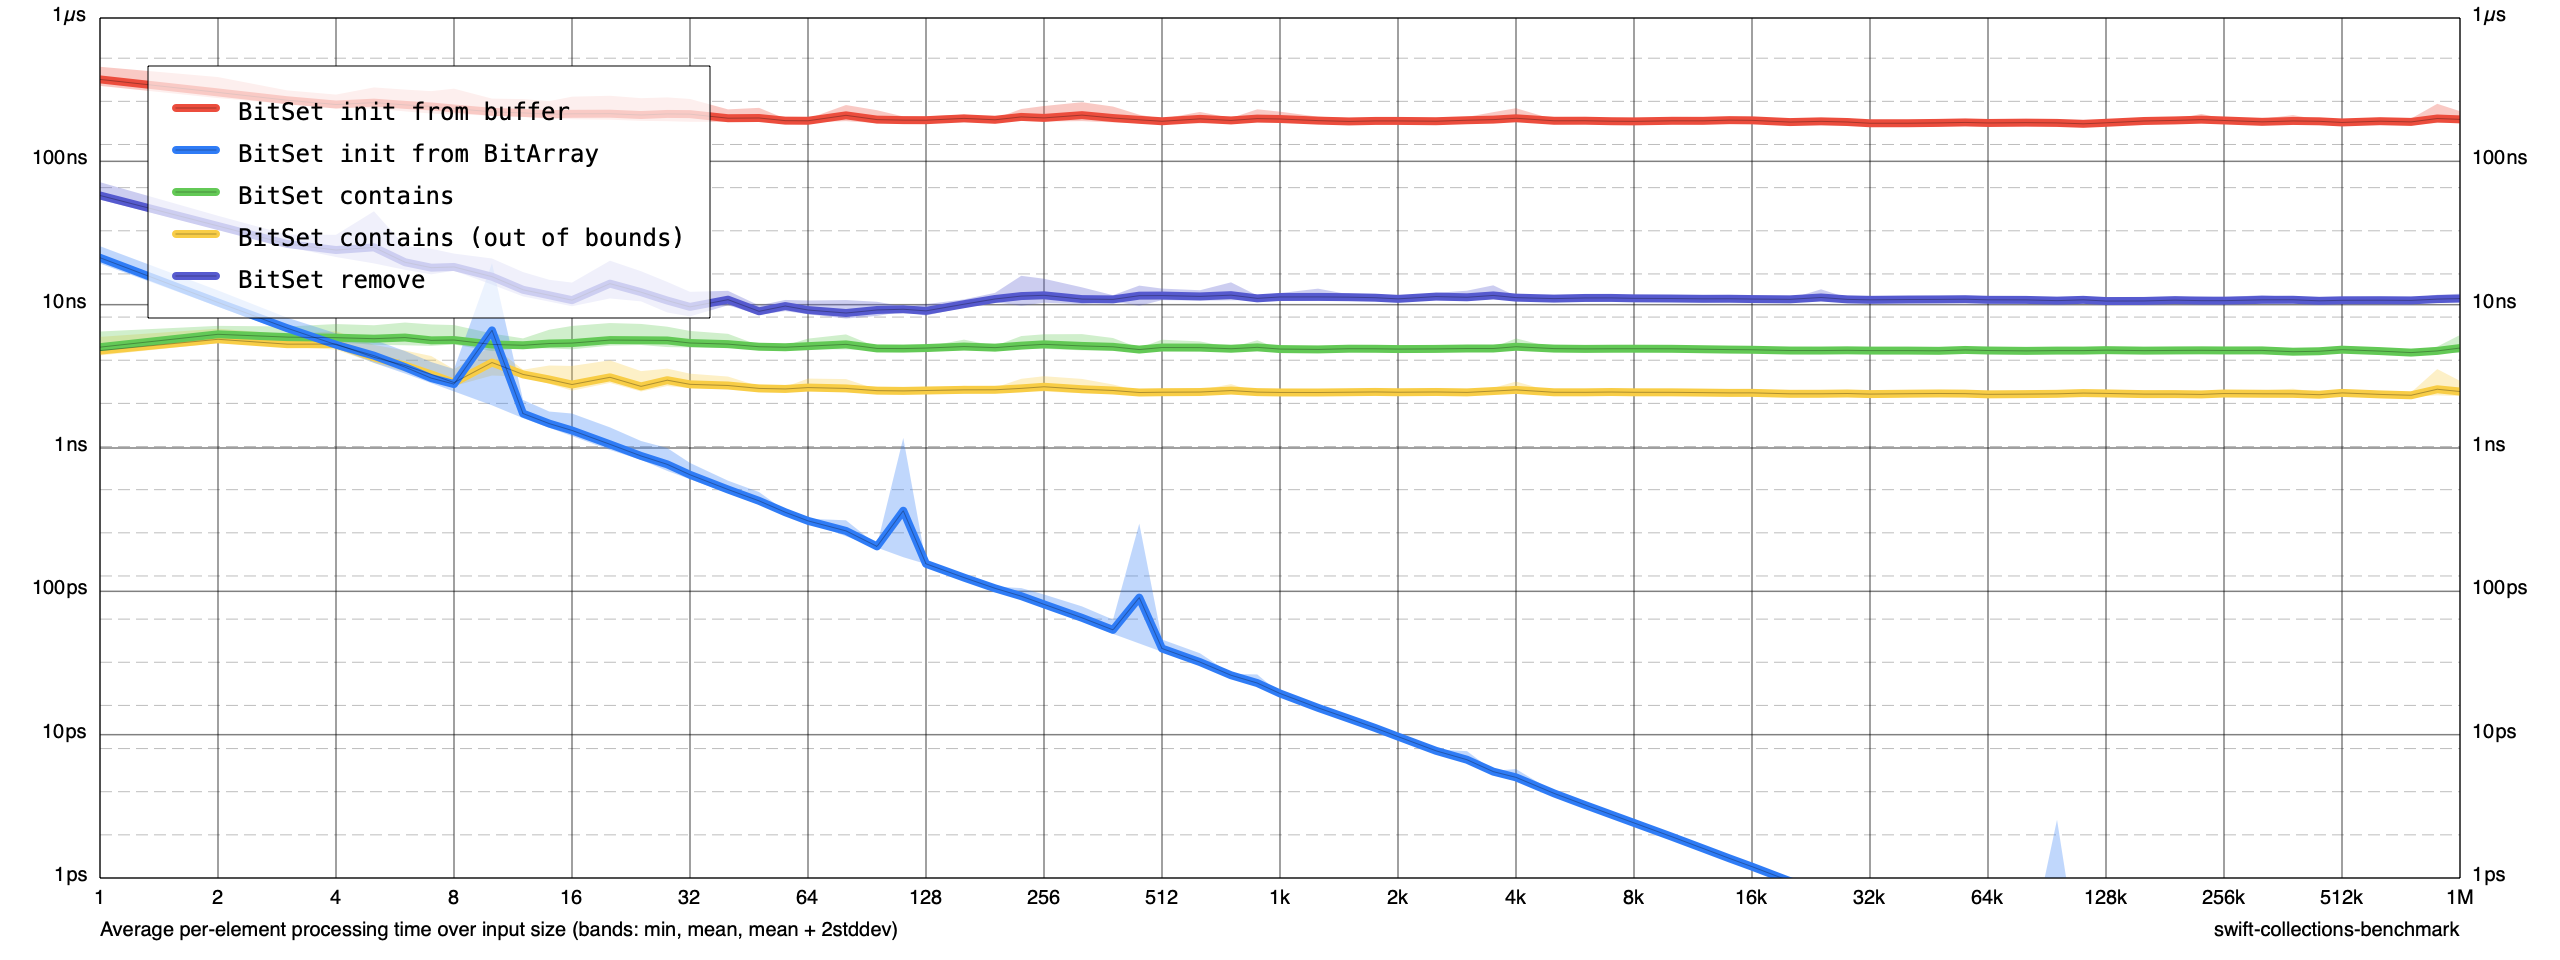 1µs
100ns
10ns
1ns
100ps
10ps
1ps
BitSet init from buffer
BitSet init from BitArray
BitSet contains
BitSet contains (out of bounds)
BitSet remove
1µs
100ns
10ns
1ns
100ps
10ps
1ps
1 2 4 8 16 32 64 128 256 512 1k 2k 4k 8k 16k 32k 64k 128k 256k 512k 1M
Average per-element processing time over input size (bands: min, mean, mean + 2stddev)
swift-collections-benchmark